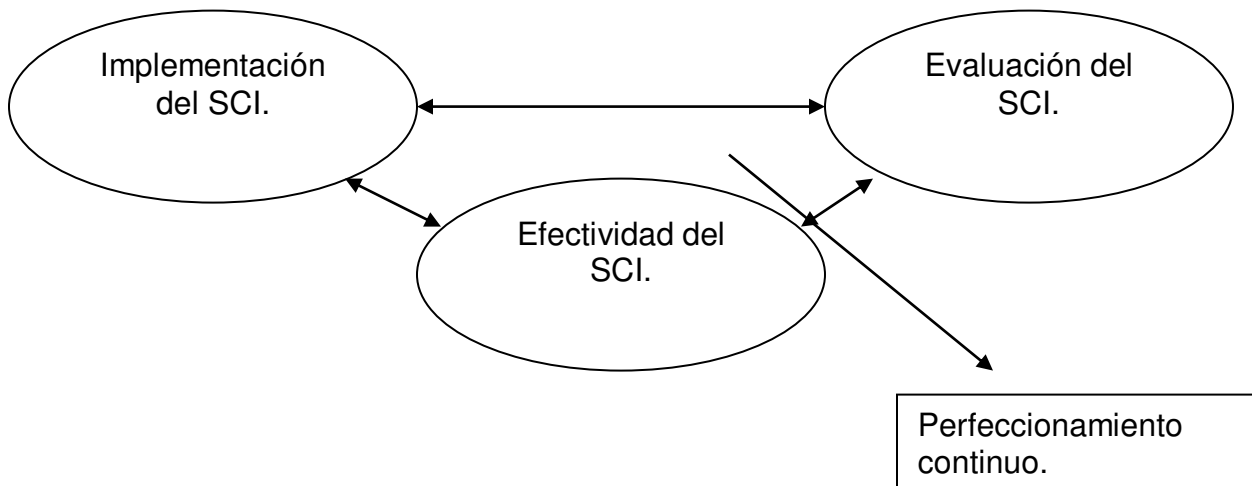 Implementación
del SCI.
Evaluación del
SCI.
Efectividad del
SCI.
Perfeccionamiento
continuo.